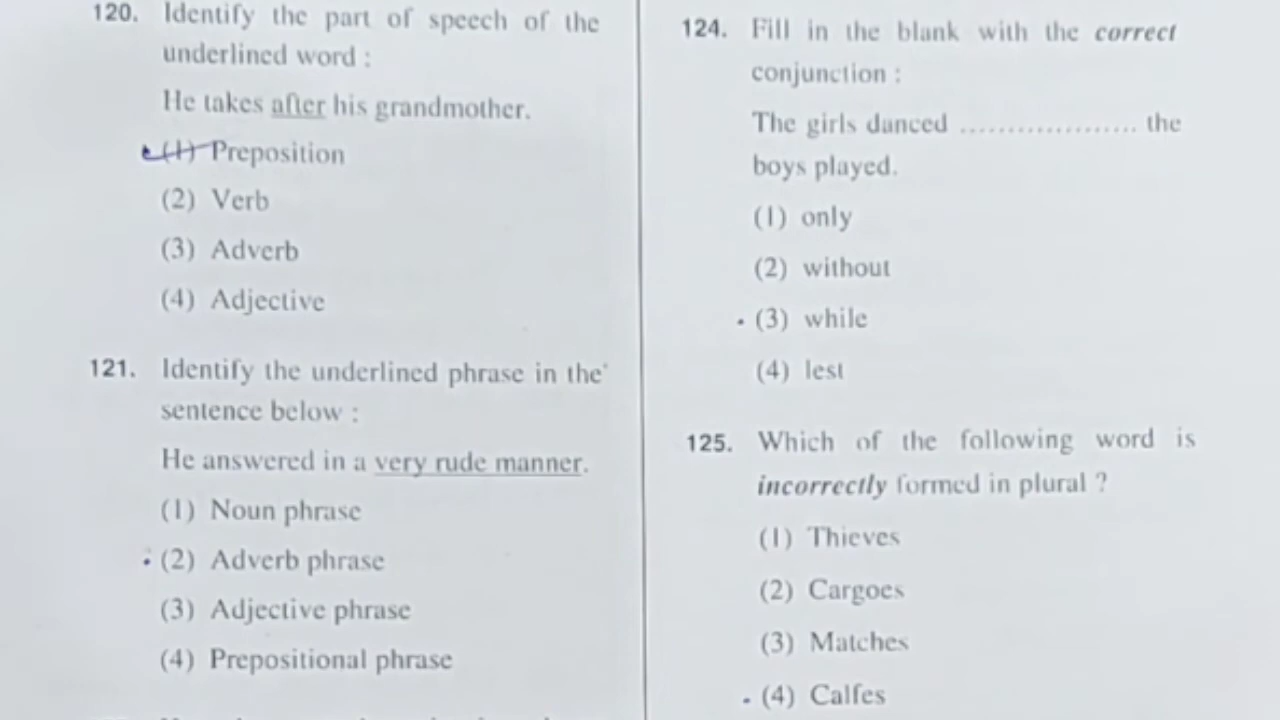 120. Identify the part of speech of the
underlined word :
He takes after his grandmother.
(1) Preposition
(2) Verb
(3) Adverb
(4) Adjective
121. Identify the underlined phrase in the
sentence below :
He answered in a very rude manner.
(1) Noun phrase
(2) Adverb phrase
(3) Adjective phrase
(4) Prepositional phrase
124. Fill in the blank with the correct
conjunction :
The girls danced ................... the
boys played.
(1) only
(2) without
(3) while
(4) lest
125. Which of the following word is
incorrectly formed in plural ?
(1) Thieves
(2) Cargoes
(3) Matches
(4) Calfes